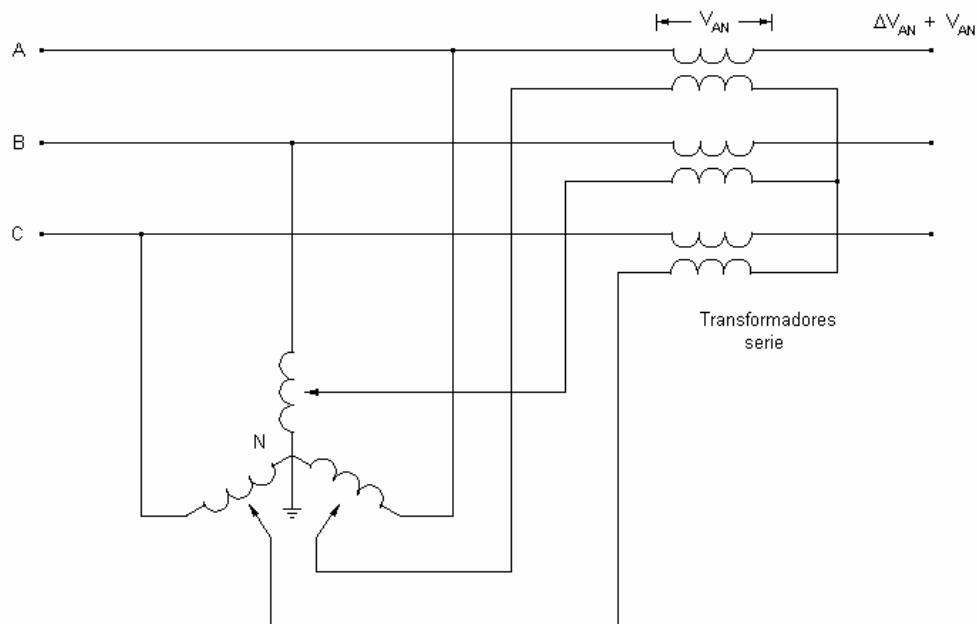 V_AN
ΔV_AN + V_AN
A
B
C
Transformadores
serie
N